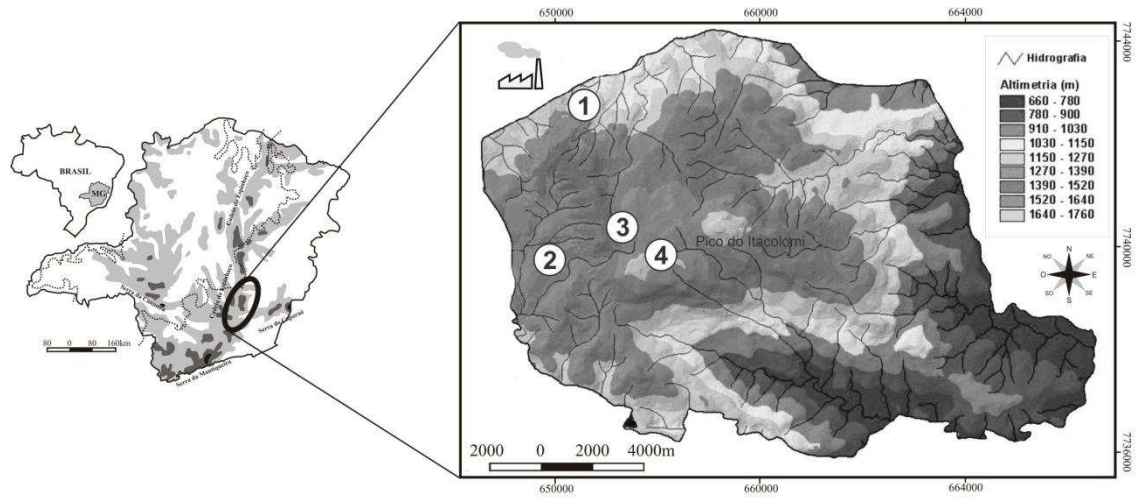 650000 660000 664000
7744000
7740000
7736000
Hidrografia
Altimetria (m)
660 - 780
780 - 900
910 - 1030
1030 - 1150
1150 - 1270
1270 - 1390
1390 - 1520
1520 - 1640
1640 - 1760
N
NO NE
O E
SO SE
S
1
2
3
4
Pico do Itacolomi
BRASIL
MG
Serra da Canastra
Serra do Caparaó
Serra da Mantiqueira
80 0 80 160km
2000 0 2000 4000m
650000 660000 664000